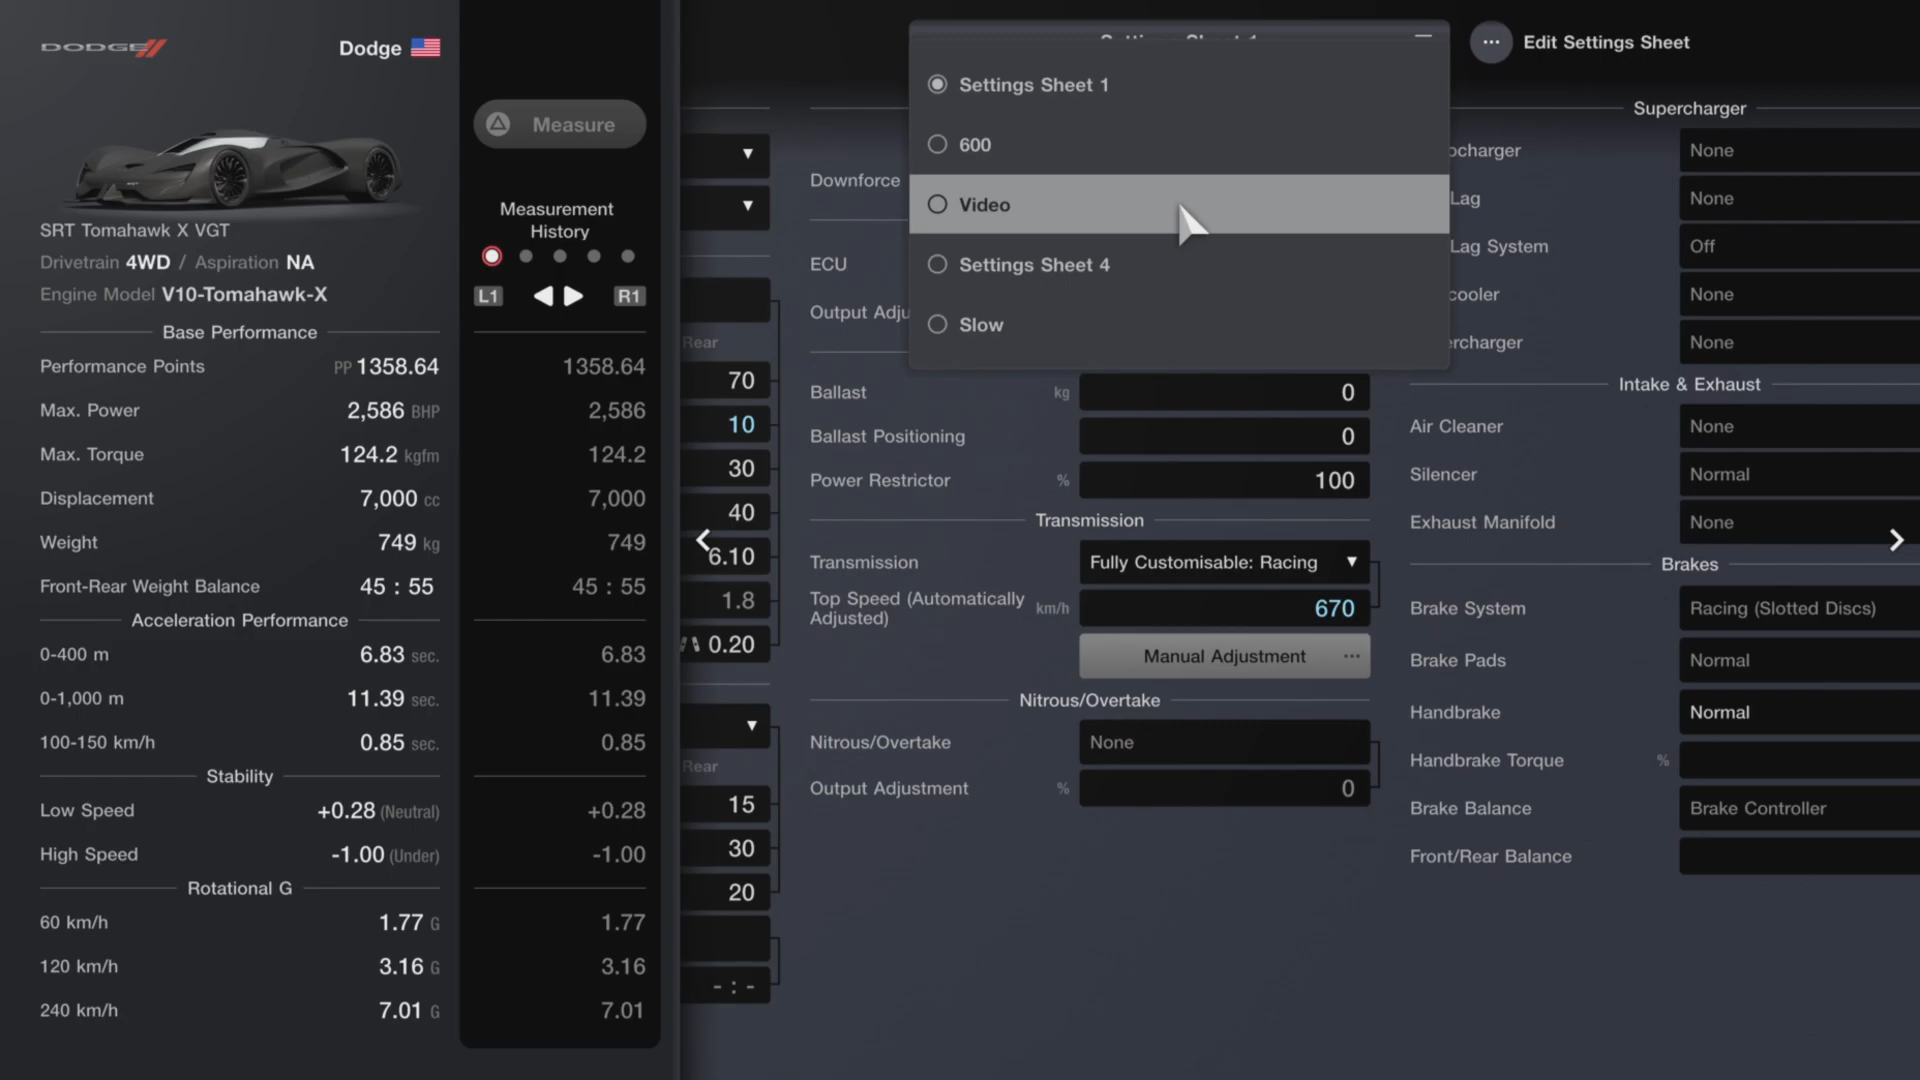 DODGE
Dodge
SRT Tomahawk X VGT
Drivetrain 4WD / Aspiration NA
Engine Model V10-Tomahawk-X
Base Performance
Performance Points PP 1358.64
Max. Power 2,586 BHP
Max. Torque 124.2 kgfm
Displacement 7,000 cc
Weight 749 kg
Front-Rear Weight Balance 45 : 55
Acceleration Performance
0-400 m 6.83 sec.
0-1,000 m 11.39 sec.
100-150 km/h 0.85 sec.
Stability
Low Speed +0.28 (Neutral)
High Speed -1.00 (Under)
Rotational G
60 km/h 1.77 G
120 km/h 3.16 G
240 km/h 7.01 G
Measure
Measurement
History
L1 R1
1358.64
2,586
124.2
7,000
749
45 : 55
6.83
11.39
0.85
+0.28
-1.00
1.77
3.16
7.01
Rear
70
10
30
40
6.10
1.8
0.20
Rear
15
30
20
- : -
Settings Sheet 1
Settings Sheet 1
600
Video
Settings Sheet 4
Slow
Edit Settings Sheet
Downforce
ECU
Output Adju
Ballast kg 0
Ballast Positioning 0
Power Restrictor % 100
Transmission
Transmission Fully Customisable: Racing
Top Speed (Automatically
Adjusted) km/h 670
Manual Adjustment
Nitrous/Overtake
Nitrous/Overtake None
Output Adjustment % 0
Supercharger
ocharger None
Lag None
Lag System Off
cooler None
ercharger None
Intake & Exhaust
Air Cleaner None
Silencer Normal
Exhaust Manifold None
Brakes
Brake System Racing (Slotted Discs)
Brake Pads Normal
Handbrake Normal
Handbrake Torque %
Brake Balance Brake Controller
Front/Rear Balance